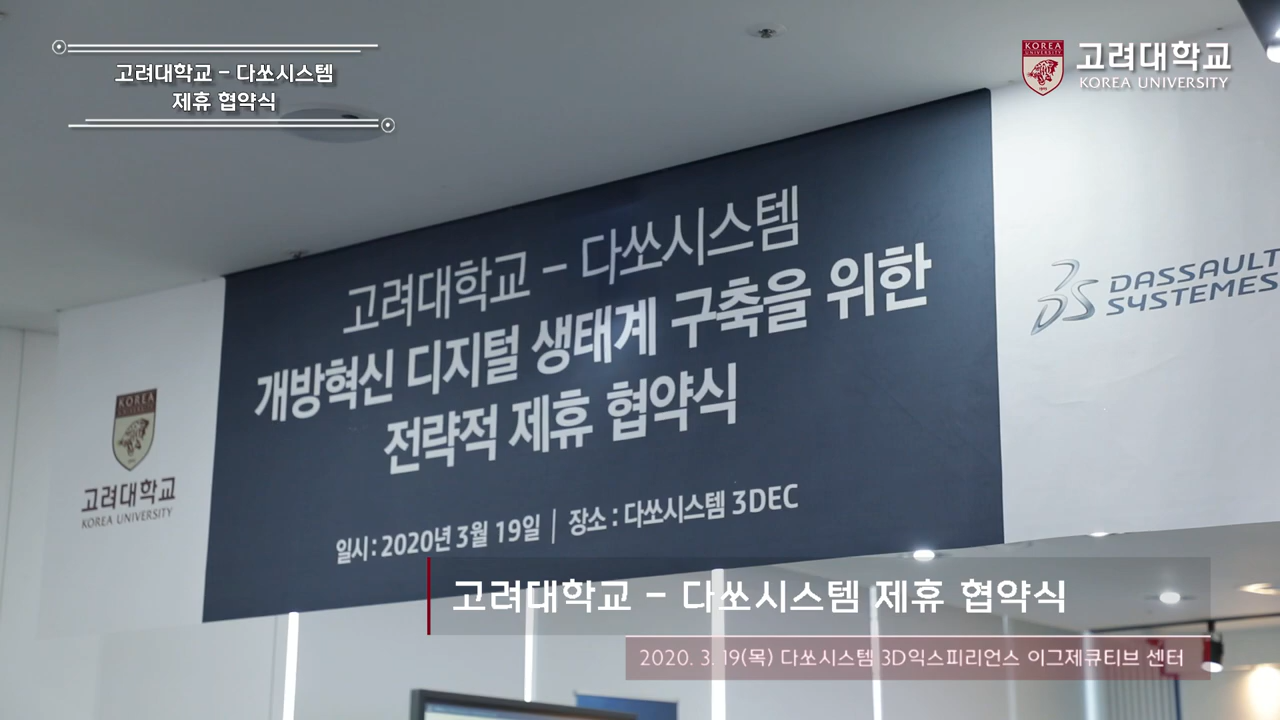 고려대학교 - 다쏘시스템
제휴 협약식
KOREA
UNIVERSITY
고려대학교
KOREA UNIVERSITY
고려대학교 - 다쏘시스템
개방혁신 디지털 생태계 구축을 위한
전략적 제휴 협약식
일시 : 2020년 3월 19일 | 장소 : 다쏘시스템 3DEC
KOREA
고려대학교
KOREA UNIVERSITY
DASSAULT
SYSTEMES
고려대학교 - 다쏘시스템 제휴 협약식
2020. 3. 19(목) 다쏘시스템 3D익스피리언스 이그제큐티브 센터